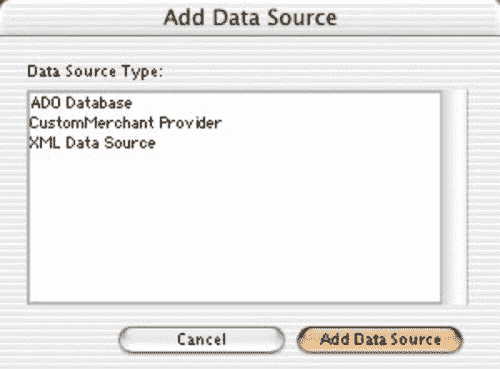 Add Data Source
Data Source Type:
ADO Database
CustomMerchant Provider
XML Data Source
Cancel
Add Data Source